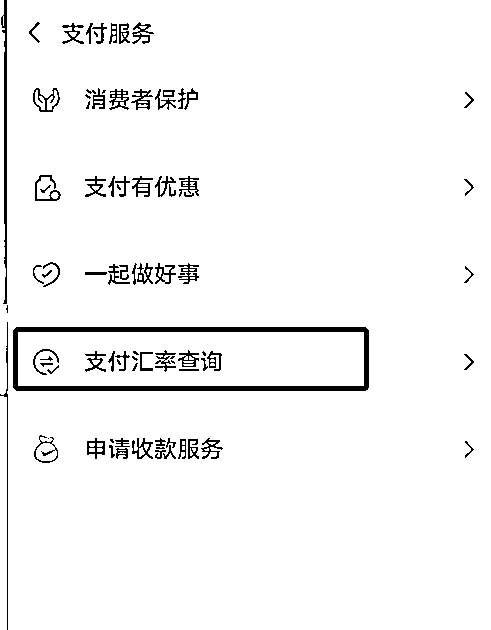 支付服务
消费者保护
支付有优惠
一起做好事
支付汇率查询
申请收款服务